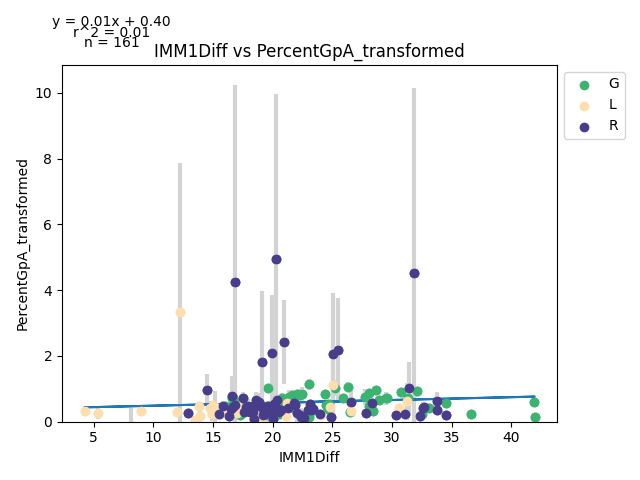 y = 0.01x + 0.40
r^2 = 0.01
n = 161
IMM1Diff vs PercentGpA_transformed
G
L
R
PercentGpA_transformed
10
8
6
4
2
0
5 10 15 20 25 30 35 40
IMM1Diff